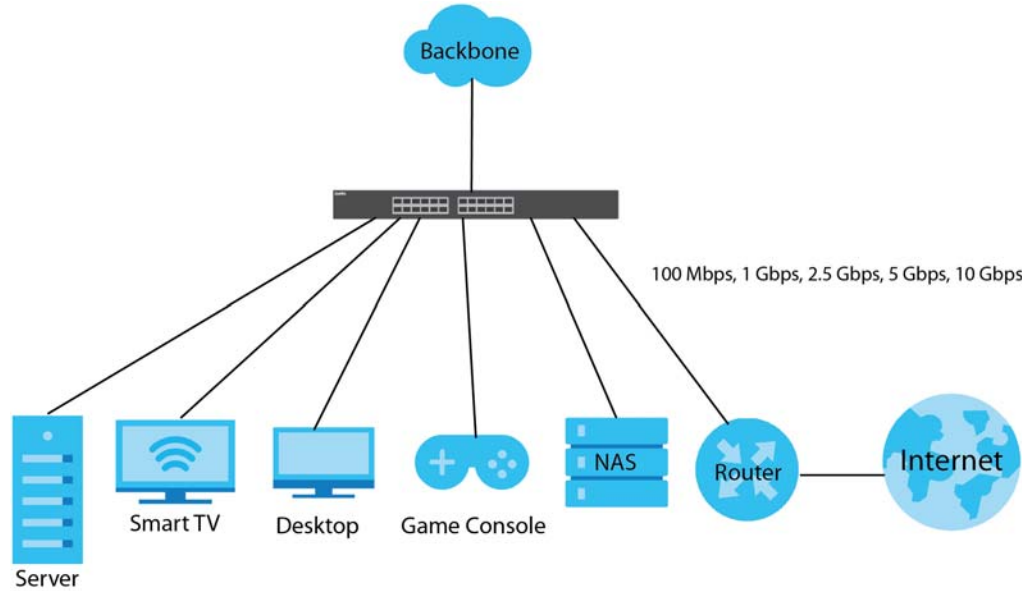 Backbone
100 Mbps, 1 Gbps, 2.5 Gbps, 5 Gbps, 10 Gbps
NAS
Router
Internet
Smart TV
Desktop
Game Console
Server